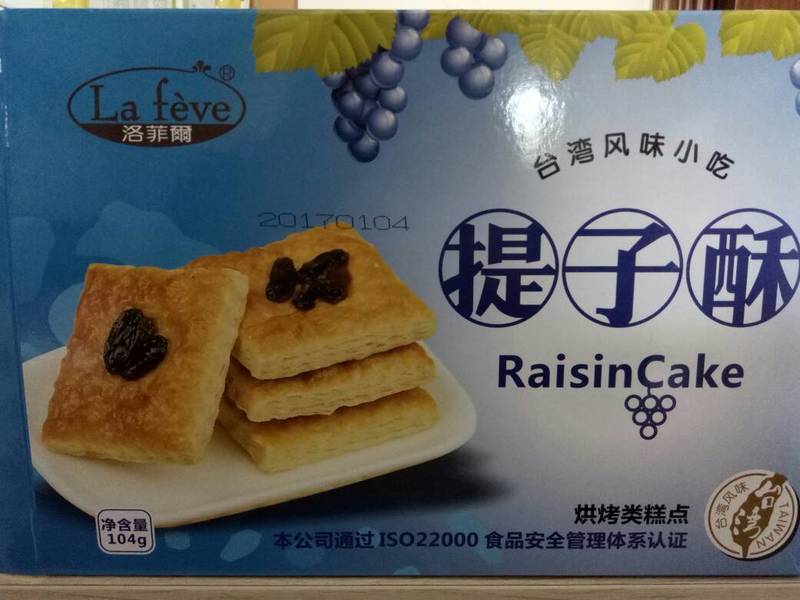 La fève®
洛菲爾
台湾风味小吃
20170104
提子酥
RaisinCake
净含量
104g
烘烤类糕点
本公司通过ISO22000食品安全管理体系认证
台湾风味
台湾
TAIWAN